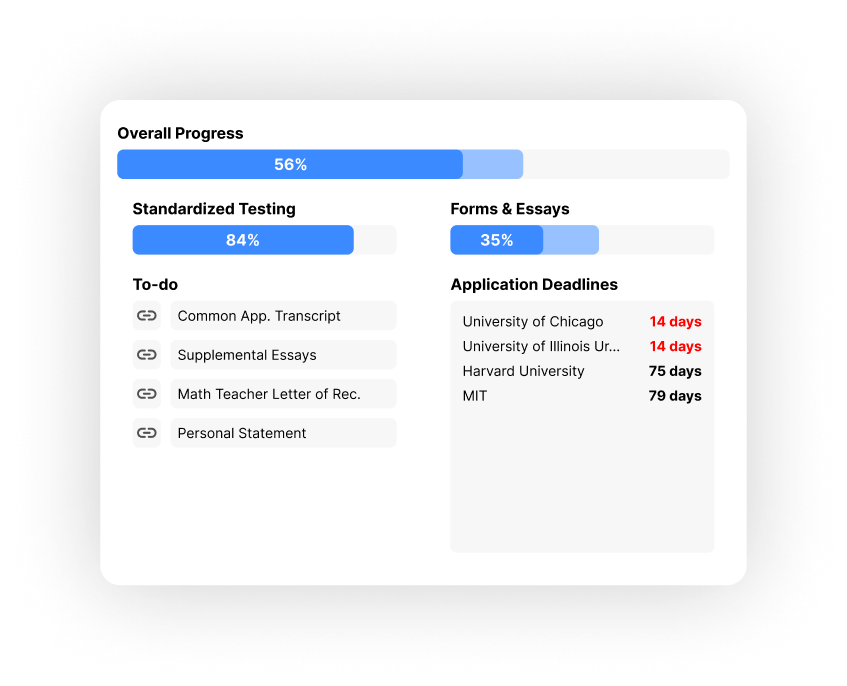 Overall Progress
56%
Standardized Testing
84%
Forms & Essays
35%
To-do
Common App. Transcript
Supplemental Essays
Math Teacher Letter of Rec.
Personal Statement
Application Deadlines
University of Chicago 14 days
University of Illinois Ur... 14 days
Harvard University 75 days
MIT 79 days